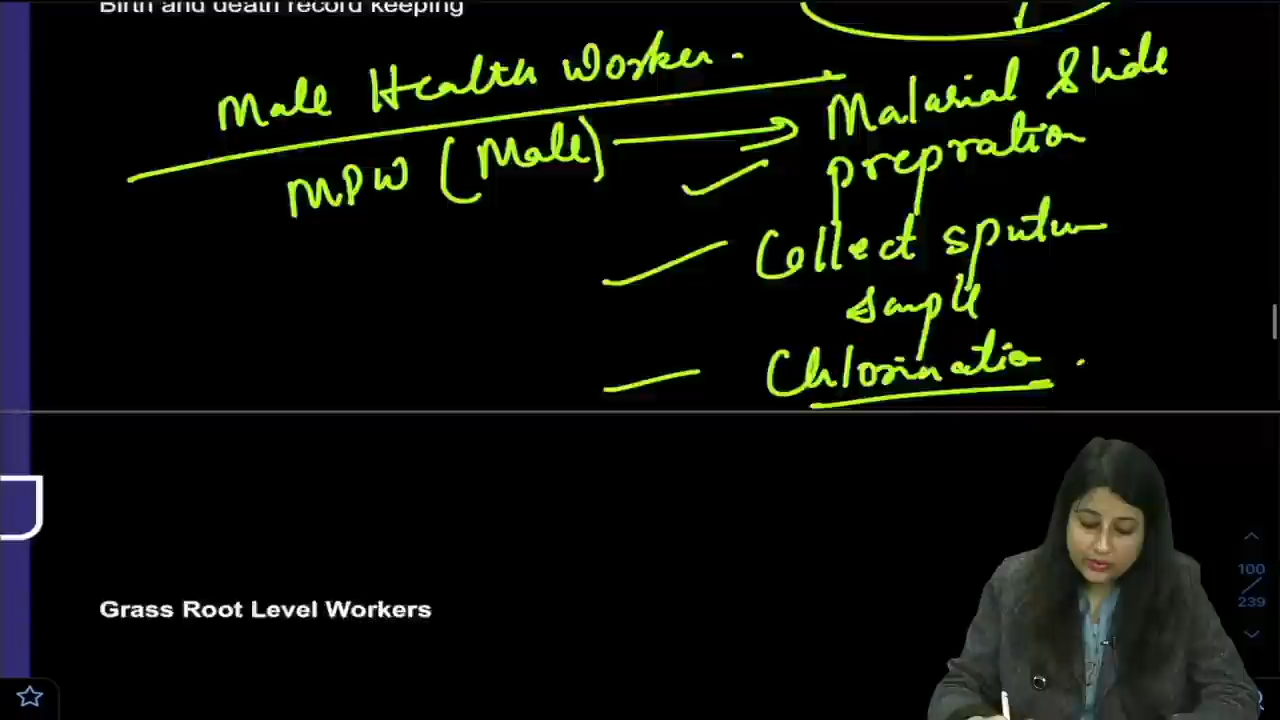 Birth and death record keeping
Male Health Worker.
MPW (Male) → Malarial Slide
prepration
Collect sputum
sample
Chlorination.
Grass Root Level Workers
100
239